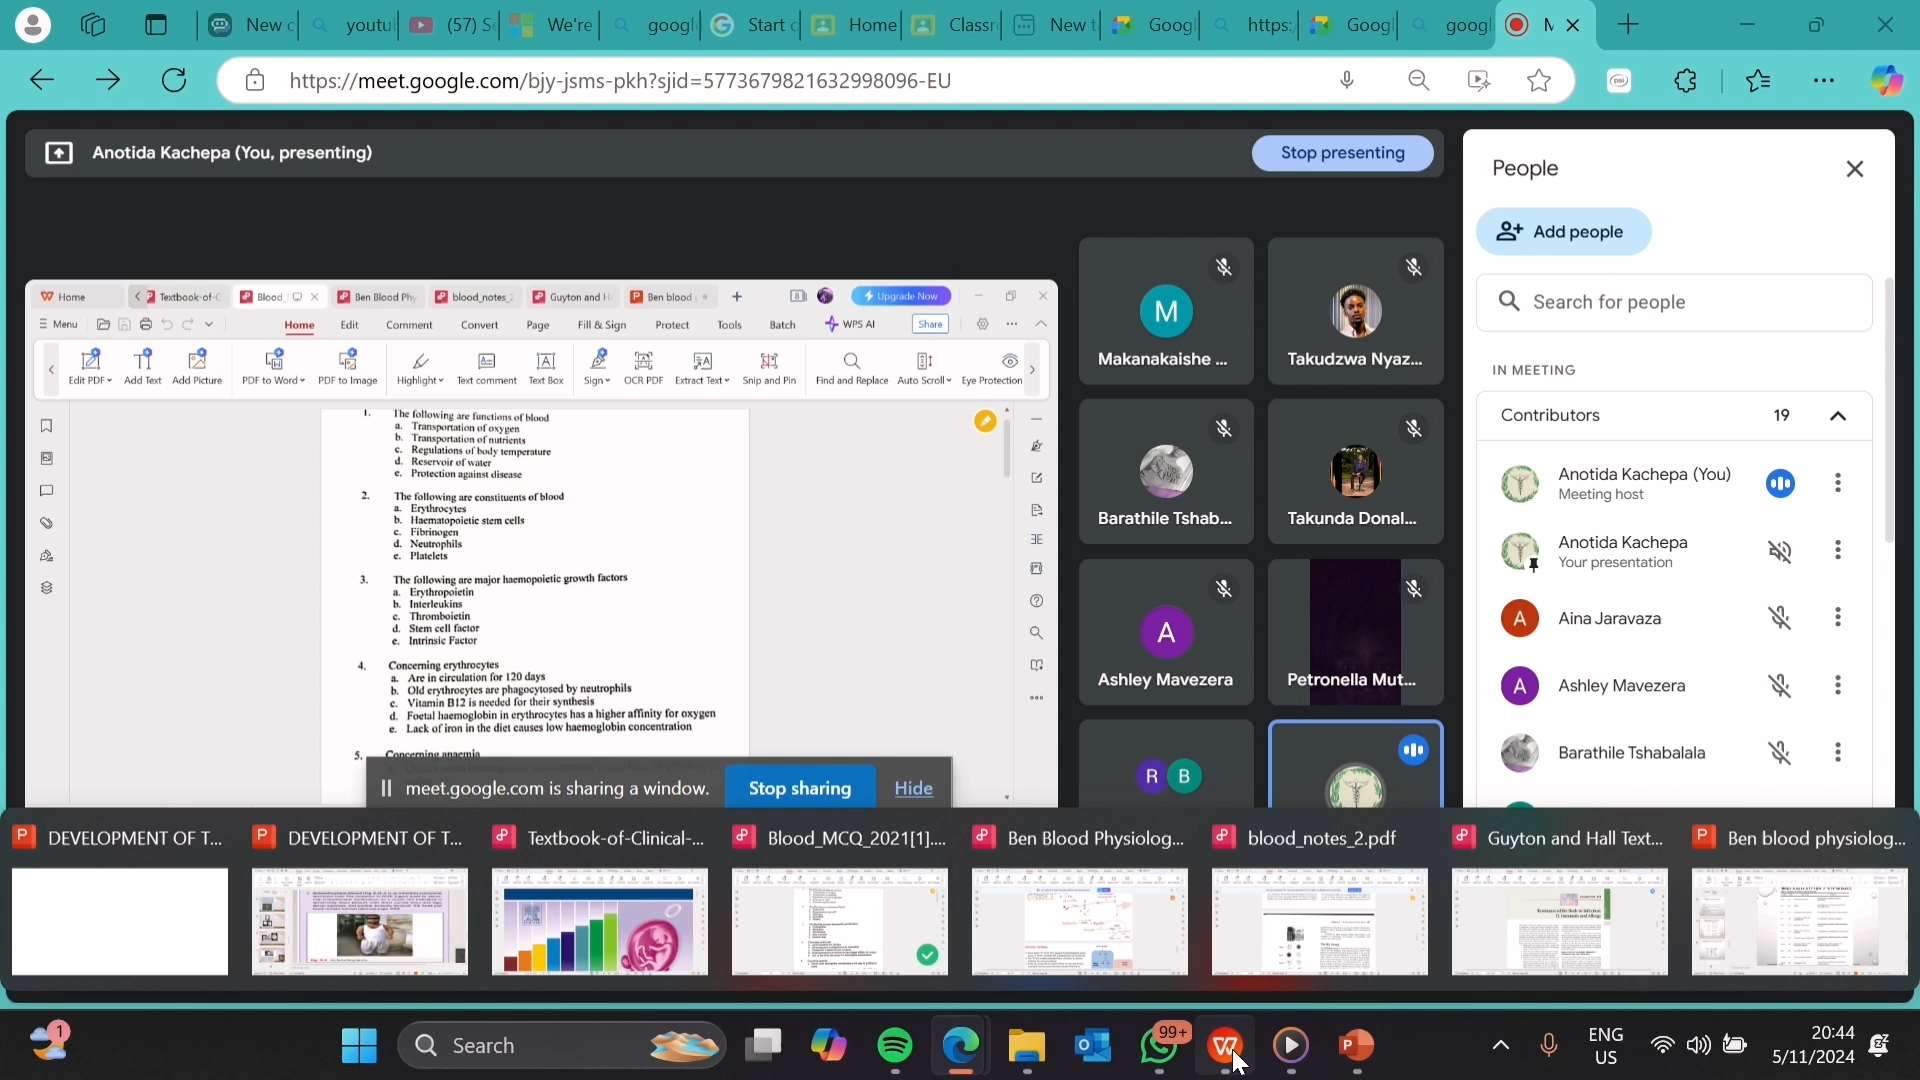 New c
youtul
(57) Se
We're
google
Start c
Home
Classr
New t
Googl
https:/
Googl
googl
https://meet.google.com/bjy-jsms-pkh?sjid=5773679821632998096-EU
Anotida Kachepa (You, presenting)
Stop presenting
Home
Textbook-of-C
Blood_
Ben Blood Phy
blood_notes_2
Guyton and H
Ben blood
Upgrade Now
Menu
Home
Edit
Comment
Convert
Page
Fill & Sign
Protect
Tools
Batch
WPS AI
Share
Edit PDF
Add Text
Add Picture
PDF to Word
PDF to Image
Highlight
Text comment
Text Box
Sign
OCR PDF
Extract Text
Snip and Pin
Find and Replace
Auto Scroll
Eye Protection
1. The following are functions of blood
a. Transportation of oxygen
b. Transportation of nutrients
c. Regulations of body temperature
d. Reservoir of water
e. Protection against disease
2. The following are constituents of blood
a. Erythrocytes
b. Haematopoietic stem cells
c. Fibrinogen
d. Neutrophils
e. Platelets
3. The following are major haemopoietic growth factors
a. Erythropoietin
b. Interleukins
c. Thromboietin
d. Stem cell factor
e. Intrinsic Factor
4. Concerning erythrocytes
a. Are in circulation for 120 days
b. Old erythrocytes are phagocytosed by neutrophils
c. Vitamin B12 is needed for their synthesis
d. Foetal haemoglobin in erythrocytes has a higher affinity for oxygen
e. Lack of iron in the diet causes low haemoglobin concentration
5. Concerning anaemia
meet.google.com is sharing a window.
Stop sharing
Hide
M
Makanakaishe ...
Takudzwa Nyaz...
Barathile Tshab...
Takunda Donal...
A
Ashley Mavezera
Petronella Mut...
R
B
People
Add people
Search for people
IN MEETING
Contributors
19
Anotida Kachepa (You)
Meeting host
Anotida Kachepa
Your presentation
A
Aina Jaravaza
A
Ashley Mavezera
Barathile Tshabalala
DEVELOPMENT OF T...
DEVELOPMENT OF T...
Textbook-of-Clinical-...
Blood_MCQ_2021[1]....
Ben Blood Physiolog...
blood_notes_2.pdf
Guyton and Hall Text...
Ben blood physiolog...
1
Search
99+
ENG
US
20:44
5/11/2024